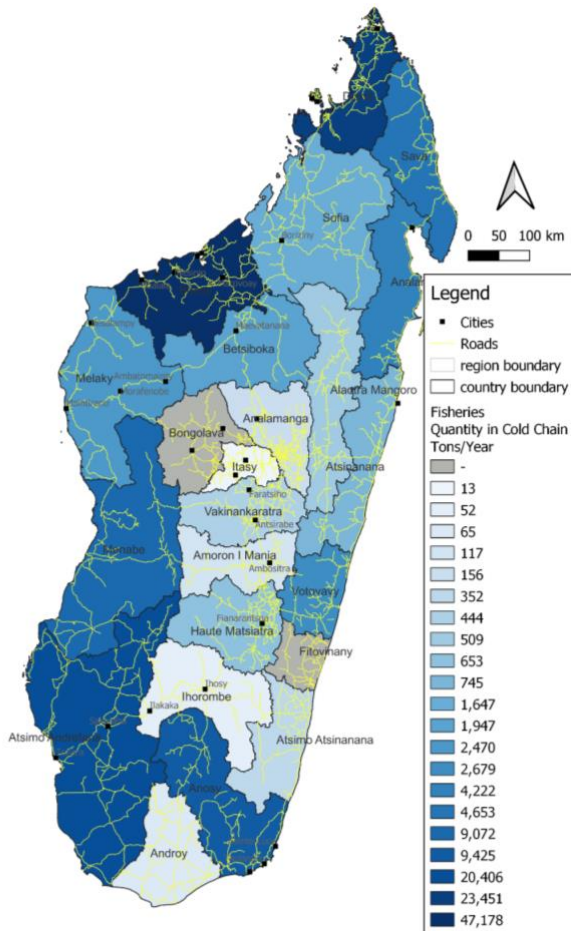 Sava
Sofia
Boriziny
0 50 100 km
Legend
Cities
Roads
region boundary
country boundary
Fisheries
Quantity in Cold Chain
Tons/Year
-
13
52
65
117
156
352
444
509
653
745
1,647
1,947
2,470
2,679
4,222
4,653
9,072
9,425
20,406
23,451
47,178
Betsiboka
Melaky
Alaotra Mangoro
Analamanga
Bongolava
Itasy
Atsinanana
Faratsiho
Vakinankaratra
Antsirabe
Menabe
Amoron I Mania
Ambositra
Vatovavy
Fianarantsoa
Haute Matsiatra
Fitovinany
Ihosy
Ihorombe
Ilakaka
Atsimo Andrefana
Atsimo Atsinanana
Anosy
Androy